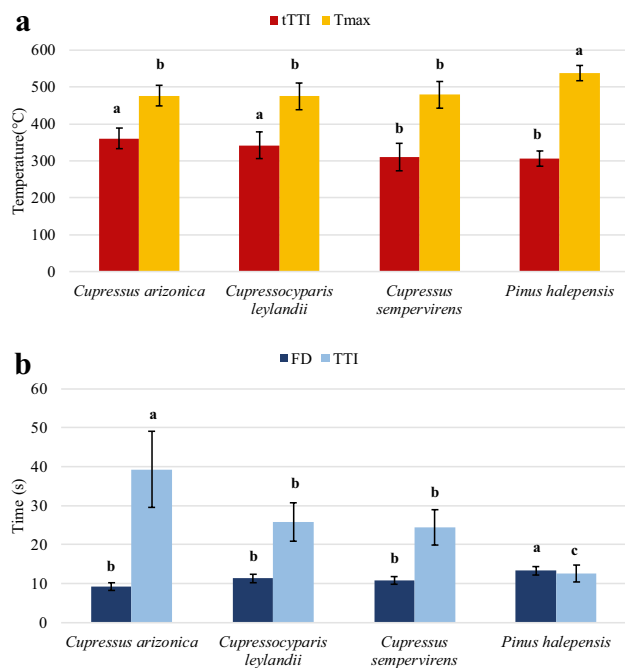 a
tTTI Tmax
Temperature(°C)
600
500
400
300
200
100
0
a b a b b b b a
Cupressus arizonica Cupressocyparis leylandii Cupressus sempervirens Pinus halepensis
b
FD TTI
Time (s)
60
50
40
30
20
10
0
b a b b b b a c
Cupressus arizonica Cupressocyparis leylandii Cupressus sempervirens Pinus halepensis